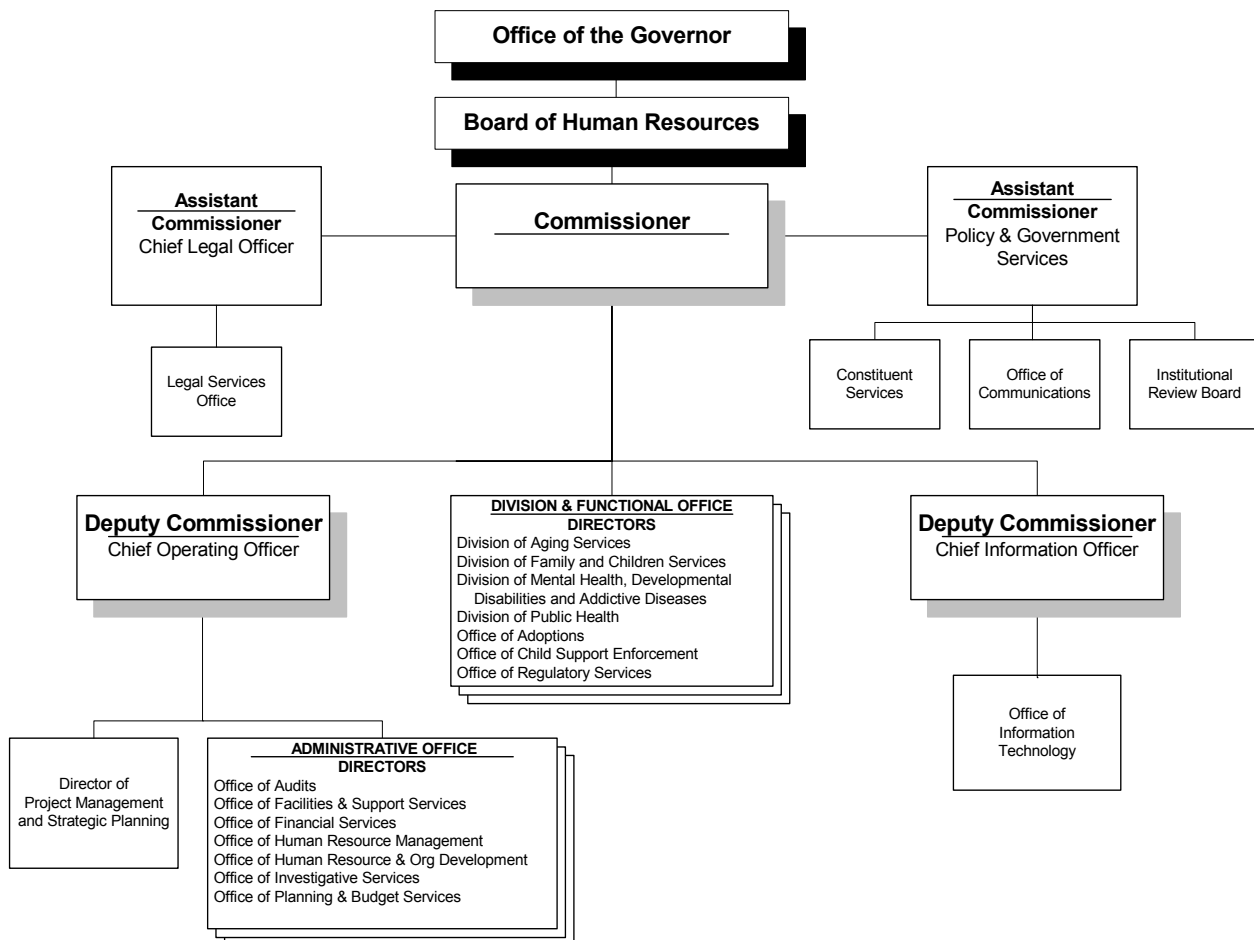 Office of the Governor
Board of Human Resources
Assistant
Commissioner
Chief Legal Officer
Commissioner
Assistant
Commissioner
Policy & Government
Services
Legal Services
Office
Constituent
Services
Office of
Communications
Institutional
Review Board
Deputy Commissioner
Chief Operating Officer
DIVISION & FUNCTIONAL OFFICE
DIRECTORS
Division of Aging Services
Division of Family and Children Services
Division of Mental Health, Developmental
Disabilities and Addictive Diseases
Division of Public Health
Office of Adoptions
Office of Child Support Enforcement
Office of Regulatory Services
Deputy Commissioner
Chief Information Officer
Director of
Project Management
and Strategic Planning
ADMINISTRATIVE OFFICE
DIRECTORS
Office of Audits
Office of Facilities & Support Services
Office of Financial Services
Office of Human Resource Management
Office of Human Resource & Org Development
Office of Investigative Services
Office of Planning & Budget Services
Office of
Information
Technology